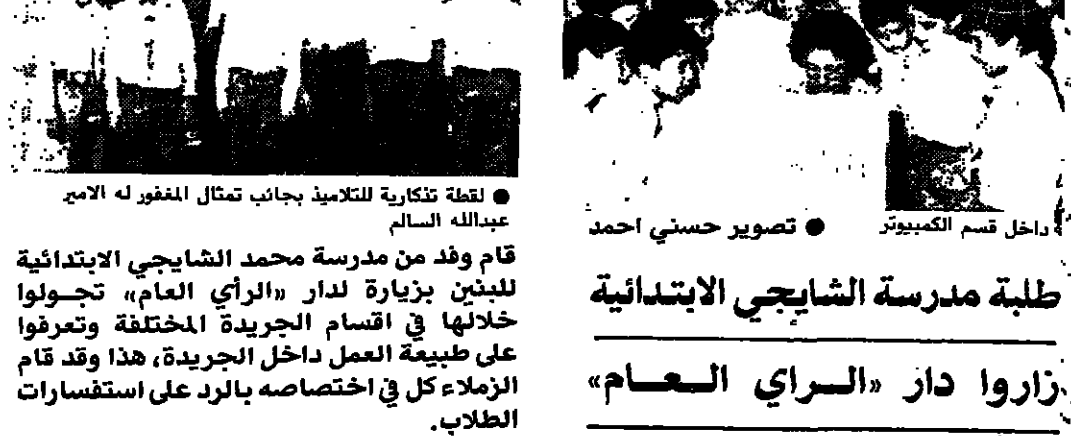 داخل قسم الكمبيوتر
● تصوير حسني احمد
طلبة مدرسة الشايجي الابتدائية
زاروا دار «الراي العام»
● لقطة تذكارية للتلاميذ بجانب تمثال المغفور له الامير
عبدالله السالم
قام وفد من مدرسة محمد الشايجي الابتدائية
للبنين بزيارة لدار «الرأي العام» تجولوا
خلالها في اقسام الجريدة المختلفة وتعرفوا
على طبيعة العمل داخل الجريدة، هذا وقد قام
الزملاء كل في اختصاصه بالرد على استفسارات
الطلاب.